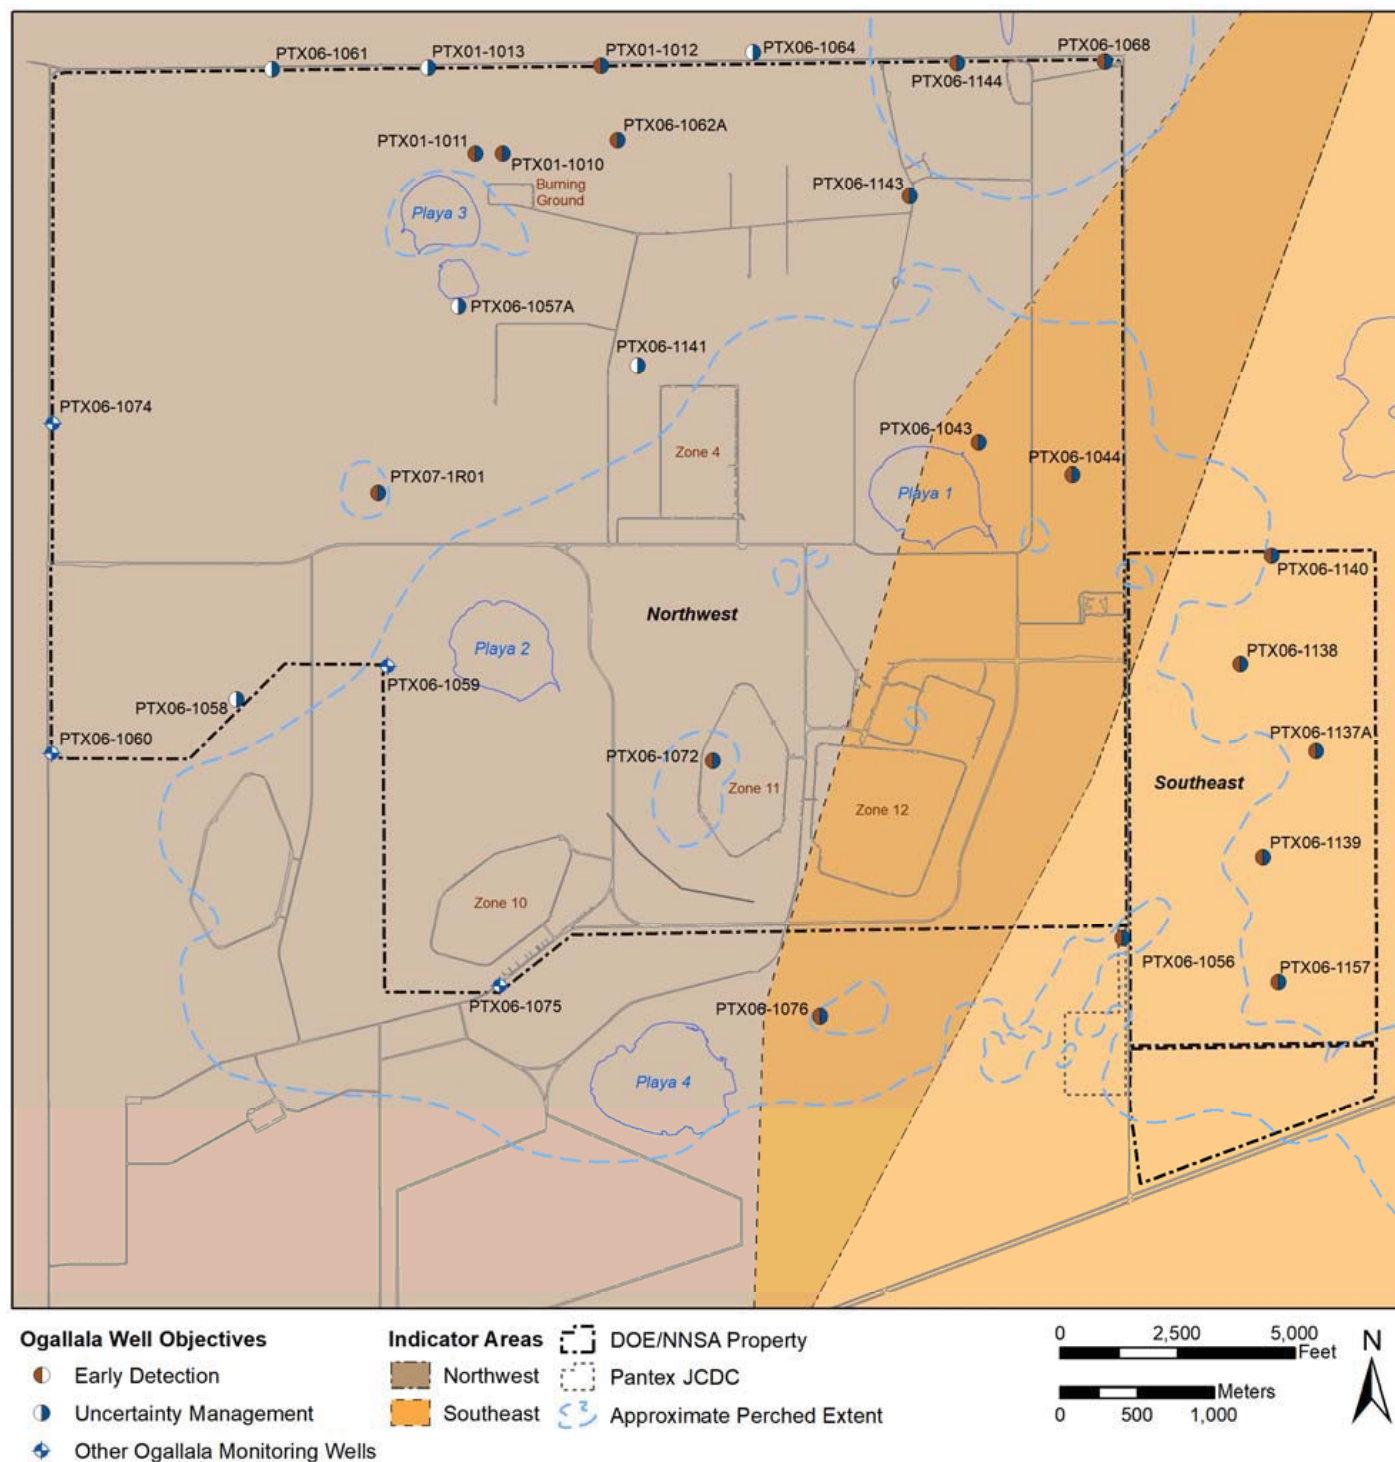 PTX06-1061
PTX01-1013
PTX01-1012
PTX06-1064
PTX06-1068
PTX06-1144
PTX06-1062A
PTX01-1011
PTX01-1010
Burning
Ground
PTX06-1143
Playa 3
PTX06-1057A
PTX06-1141
PTX06-1074
PTX06-1043
Zone 4
PTX06-1044
PTX07-1R01
Playa 1
PTX06-1140
Northwest
Playa 2
PTX06-1138
PTX06-1059
PTX06-1058
PTX06-1060
PTX06-1137A
PTX06-1072
Southeast
Zone 11
Zone 12
PTX06-1139
Zone 10
PTX06-1056
PTX06-1157
PTX06-1075
PTX06-1076
Playa 4
Ogallala Well Objectives
Early Detection
Uncertainty Management
Other Ogallala Monitoring Wells
Indicator Areas
Northwest
Southeast
DOE/NNSA Property
Pantex JCDC
Approximate Perched Extent
0 2,500 5,000
Feet
Meters
0 500 1,000
N